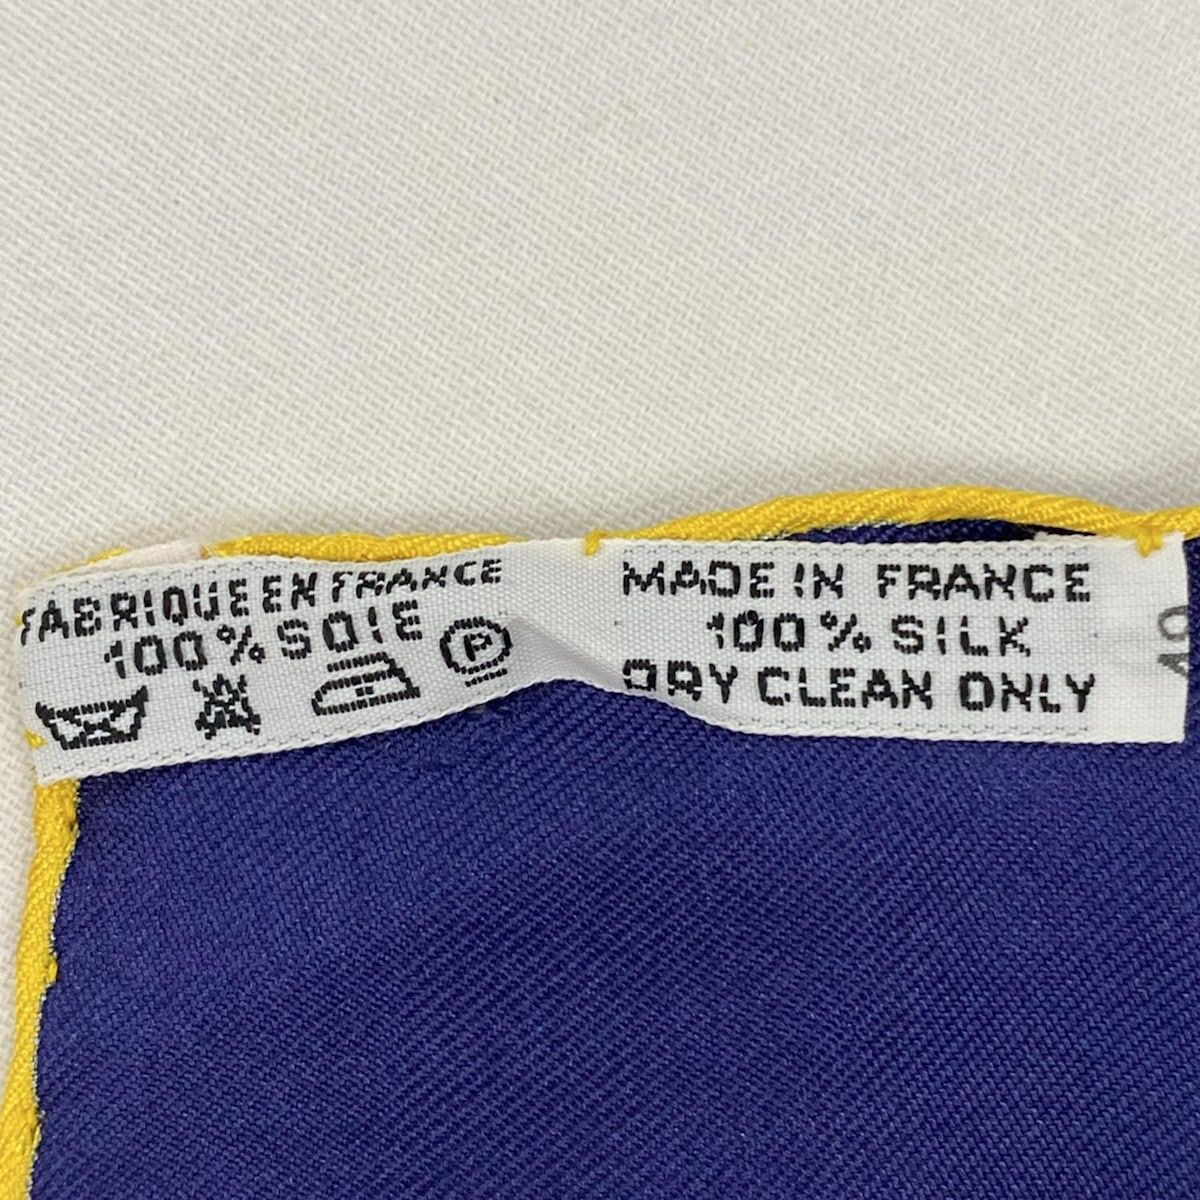 FABRIQUE EN FRANCE
100% SOIE
P
MADE IN FRANCE
100% SILK
DRY CLEAN ONLY